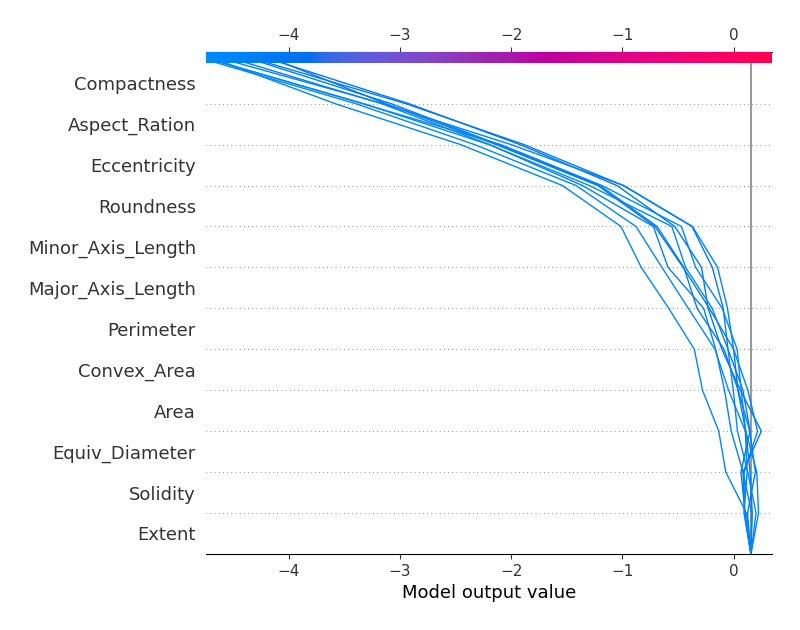 −4 −3 −2 −1 0
Compactness
Aspect_Ration
Eccentricity
Roundness
Minor_Axis_Length
Major_Axis_Length
Perimeter
Convex_Area
Area
Equiv_Diameter
Solidity
Extent
−4 −3 −2 −1 0
Model output value